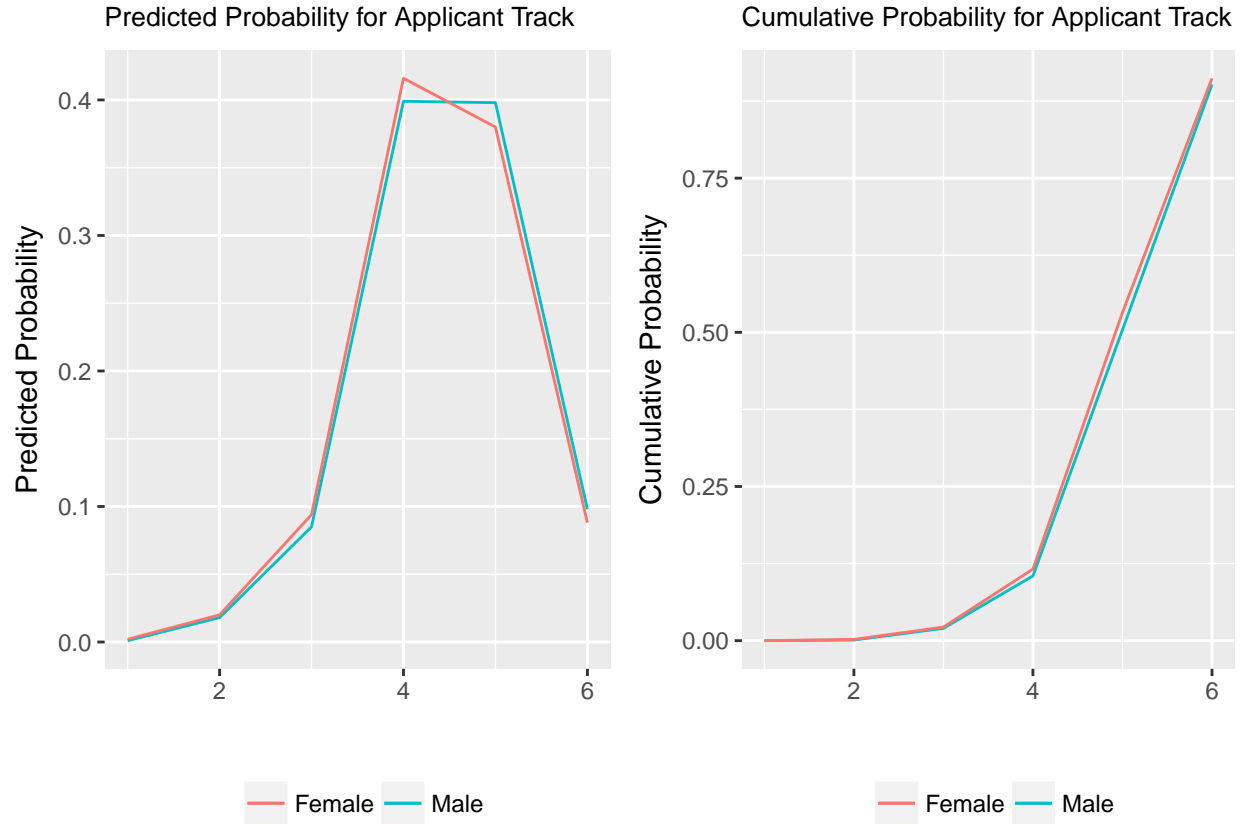 Predicted Probability for Applicant Track
Predicted Probability
0.4
0.3
0.2
0.1
0.0
2 4 6
Female Male
Cumulative Probability for Applicant Track
Cumulative Probability
0.75
0.50
0.25
0.00
2 4 6
Female Male